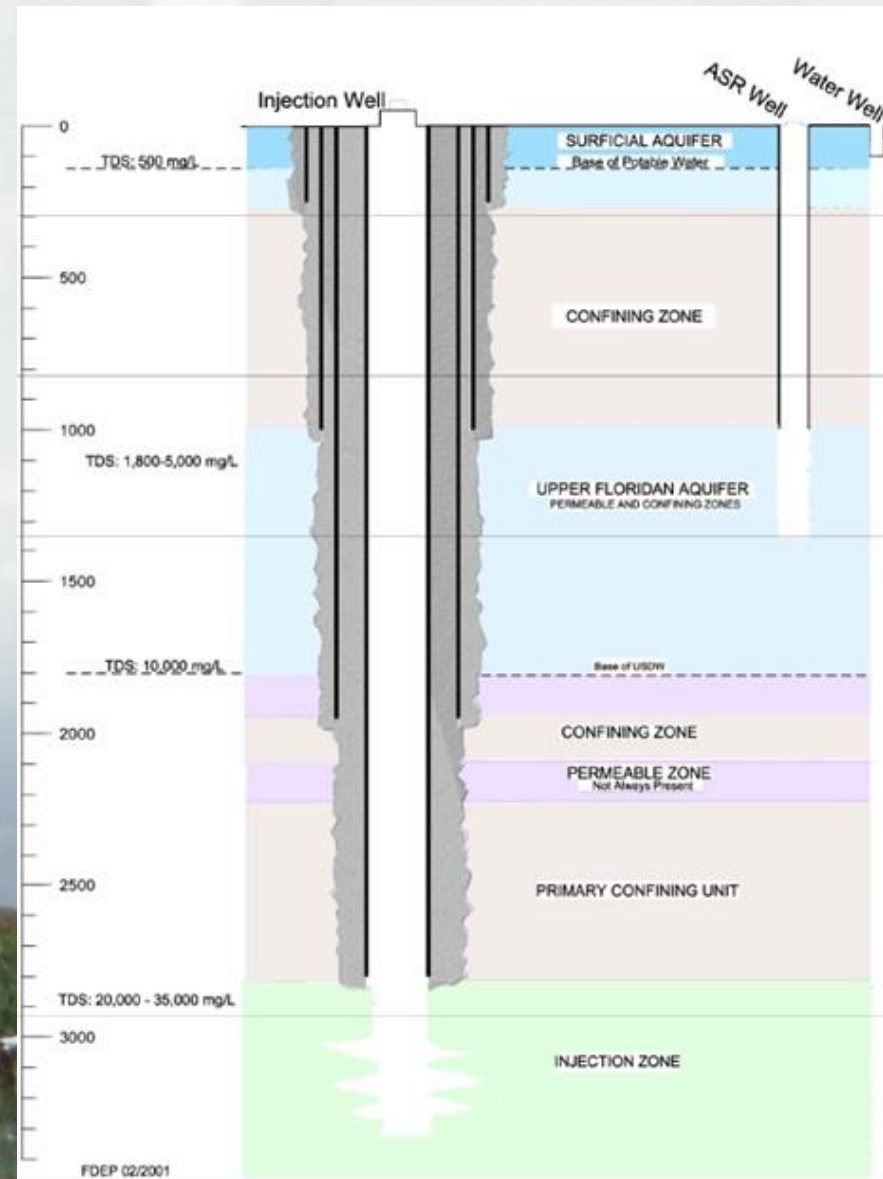 Injection Well
ASR Well
Water Well
0
SURFICIAL AQUIFER
TDS: 500 mg/L
Base of Potable Water
500
CONFINING ZONE
1000
TDS: 1,800-5,000 mg/L
UPPER FLORIDAN AQUIFER
PERMEABLE AND CONFINING ZONES
1500
TDS: 10,000 mg/L
Base of USDW
2000
CONFINING ZONE
PERMEABLE ZONE
Not Always Present
2500
PRIMARY CONFINING UNIT
TDS: 20,000 - 35,000 mg/L
3000
INJECTION ZONE
FDEP 02/2001